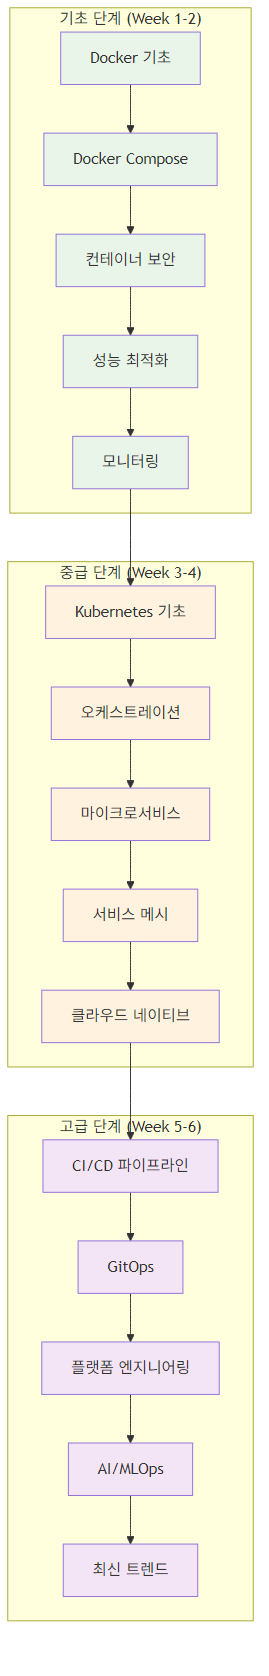 기초 단계 (Week 1-2)
Docker 기초
Docker Compose
컨테이너 보안
성능 최적화
모니터링
중급 단계 (Week 3-4)
Kubernetes 기초
오케스트레이션
마이크로서비스
서비스 메시
클라우드 네이티브
고급 단계 (Week 5-6)
CI/CD 파이프라인
GitOps
플랫폼 엔지니어링
AI/MLOps
최신 트렌드